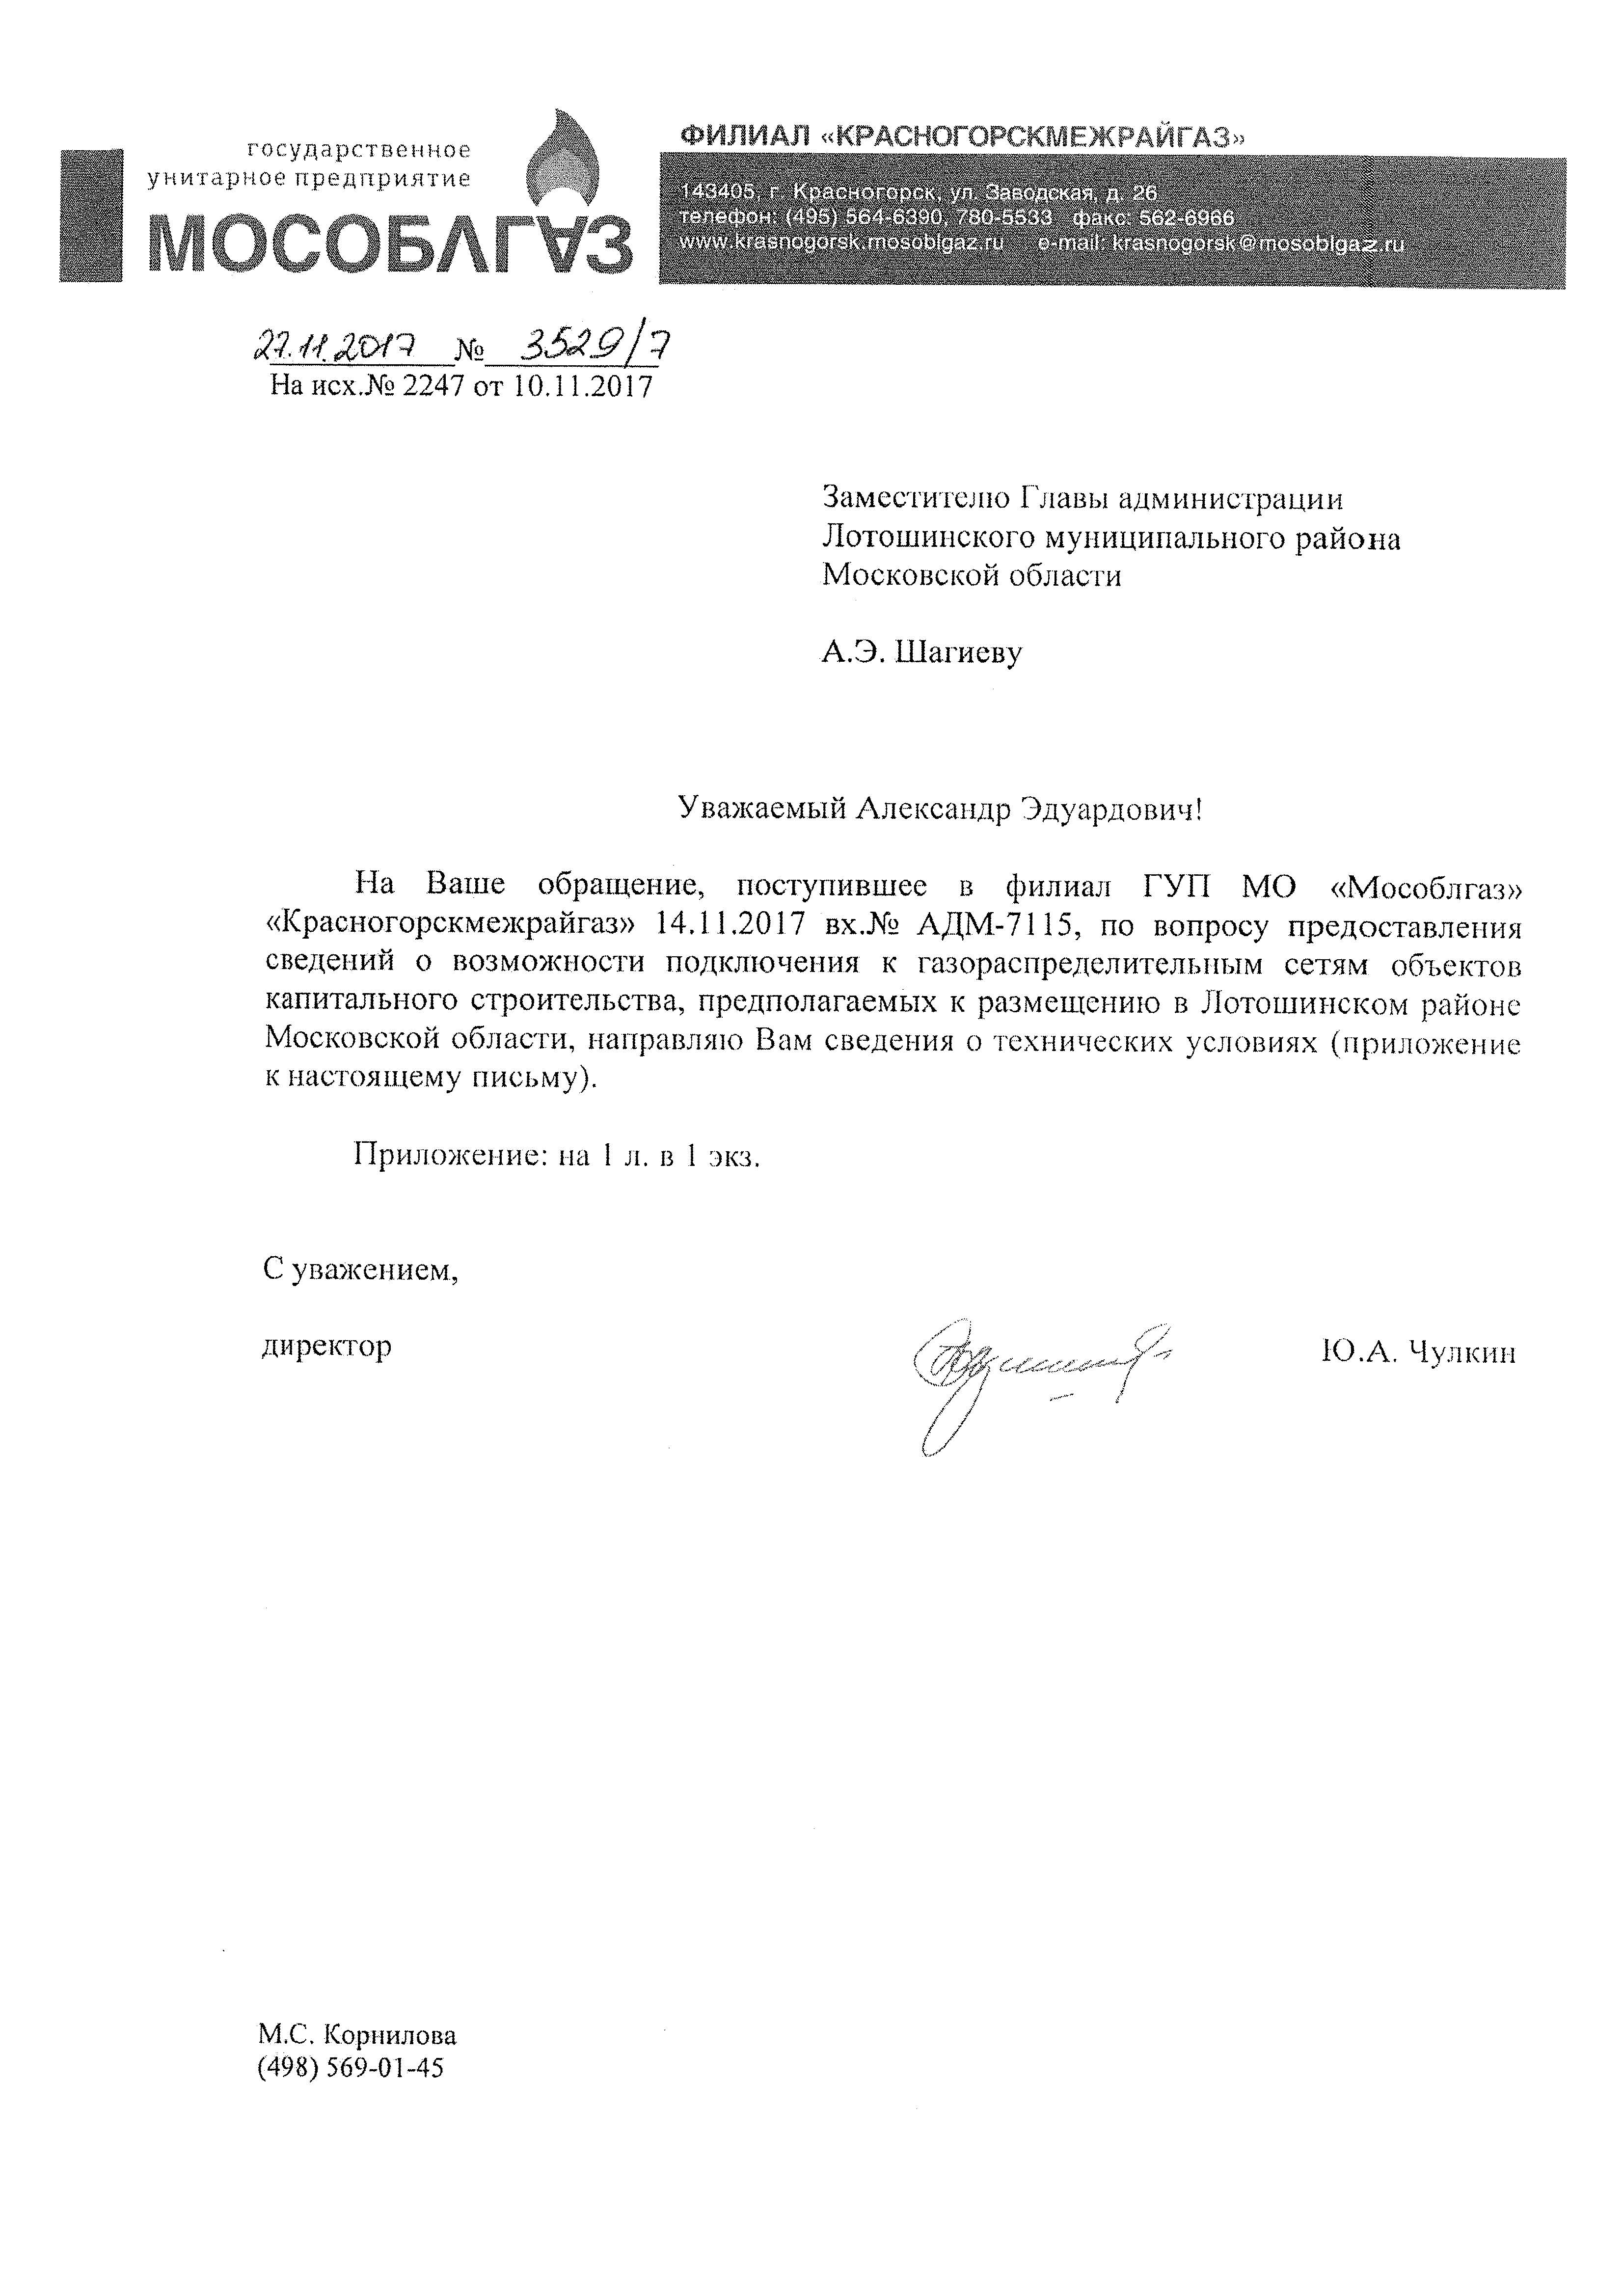 государственное
унитарное предприятие
МОСОБЛГАЗ
ФИЛИАЛ «КРАСНОГОРСКМЕЖРАЙГАЗ»
143405, г. Красногорск, ул. Заводская, д. 26
телефон: (495) 564-6390, 780-5533 факс: 562-6966
www.krasnogorsk.mosoblgaz.ru e-mail: krasnogorsk@mosoblgaz.ru
27.11.2017 № 3529/7
На исх.№ 2247 от 10.11.2017
Заместителю Главы администрации
Лотошинского муниципального района
Московской области
А.Э. Шагиеву
Уважаемый Александр Эдуардович!
На Ваше обращение, поступившее в филиал ГУП МО «Мособлгаз»
«Красногорскмежрайгаз» 14.11.2017 вх.№ АДМ-7115, по вопросу предоставления
сведений о возможности подключения к газораспределительным сетям объектов
капитального строительства, предполагаемых к размещению в Лотошинском районе
Московской области, направляю Вам сведения о технических условиях (приложение
к настоящему письму).
Приложение: на 1 л. в 1 экз.
С уважением,
директор
Ю.А. Чулкин
М.С. Корнилова
(498) 569-01-45